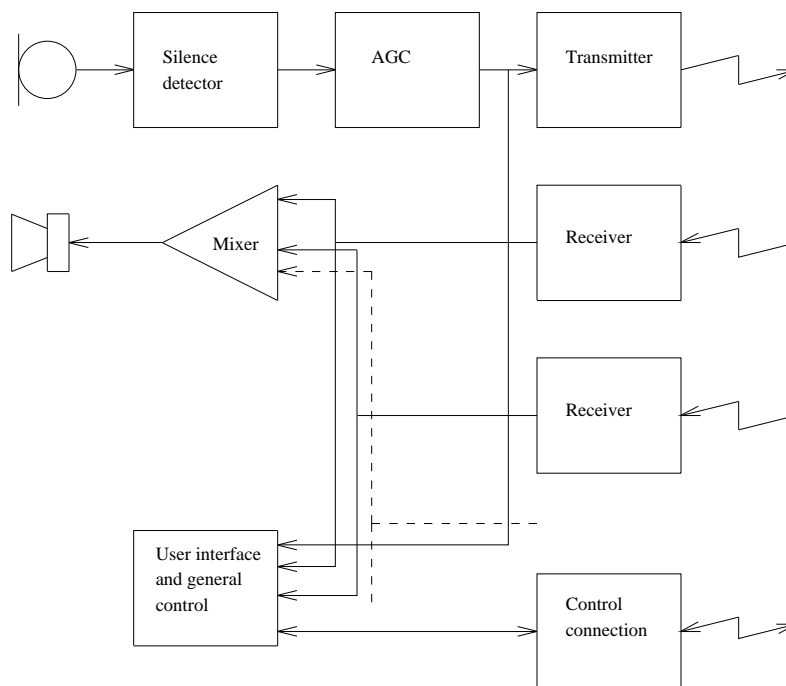 Silence
detector
AGC
Transmitter
Mixer
Receiver
Receiver
User interface
and general
control
Control
connection